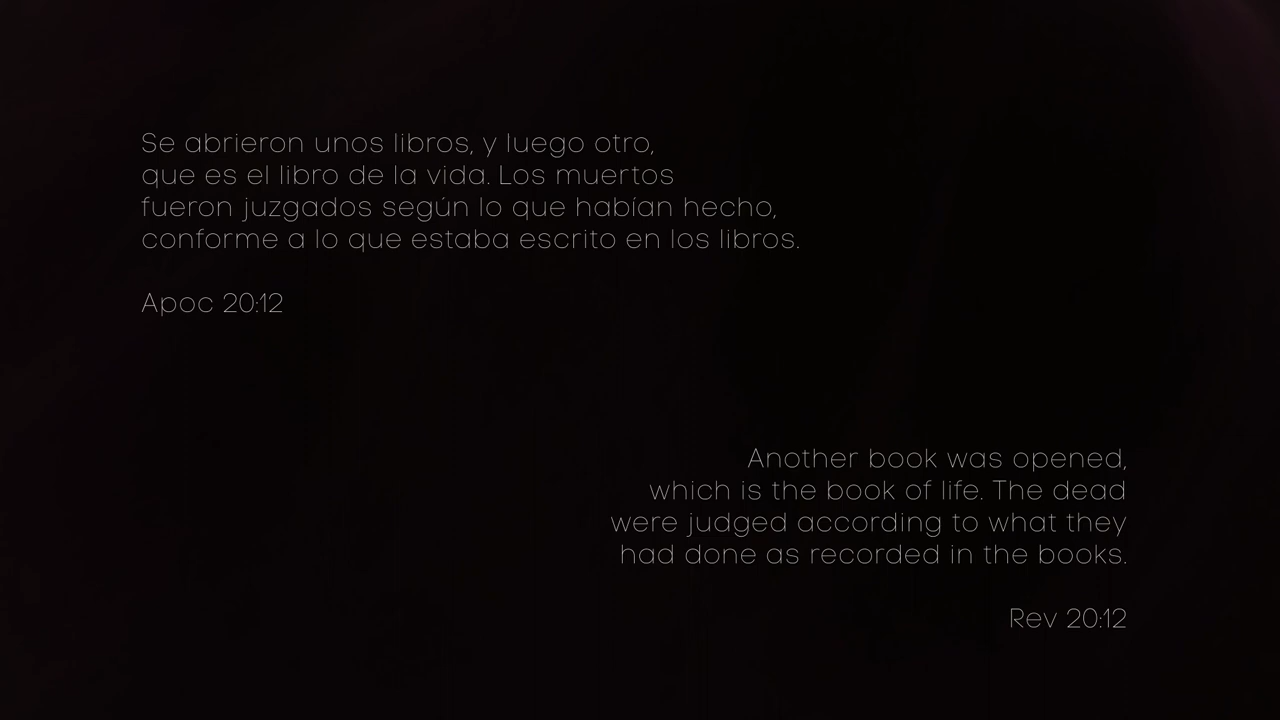 Se abrieron unos libros, y luego otro,
que es el libro de la vida. Los muertos
fueron juzgados según lo que habían hecho,
conforme a lo que estaba escrito en los libros.
Apoc 20:12
Another book was opened,
which is the book of life. The dead
were judged according to what they
had done as recorded in the books.
Rev 20:12